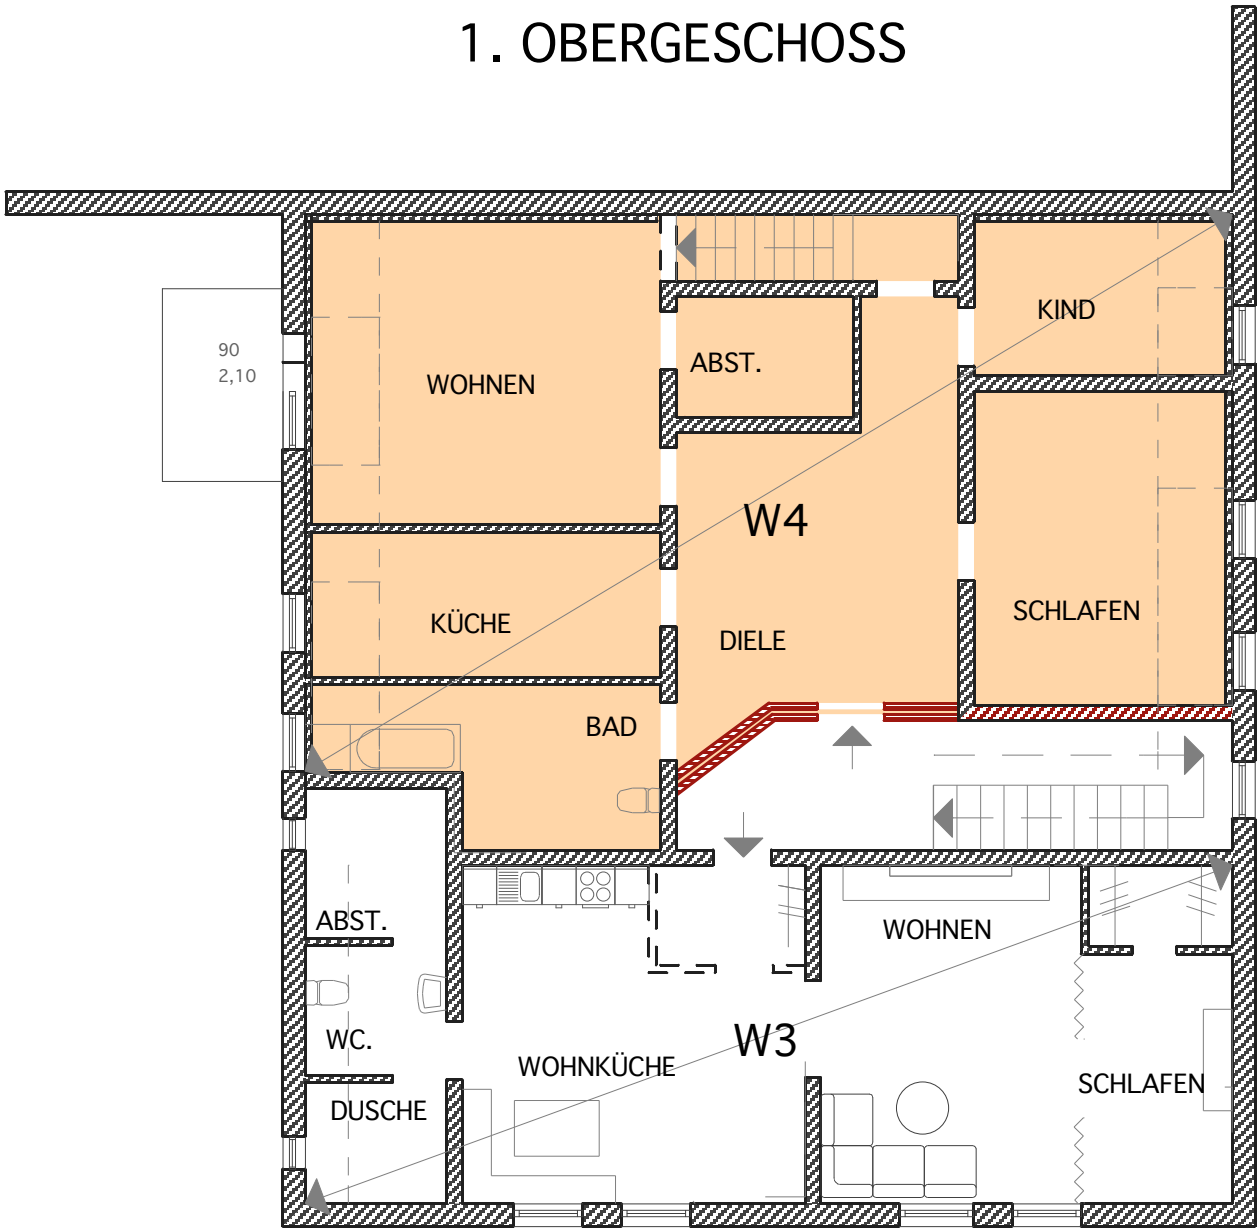 1. OBERGESCHOSS
KIND
90
2,10
ABST.
WOHNEN
W4
SCHLAFEN
KÜCHE
DIELE
BAD
ABST.
WOHNEN
WC.
W3
WOHNKÜCHE
SCHLAFEN
DUSCHE